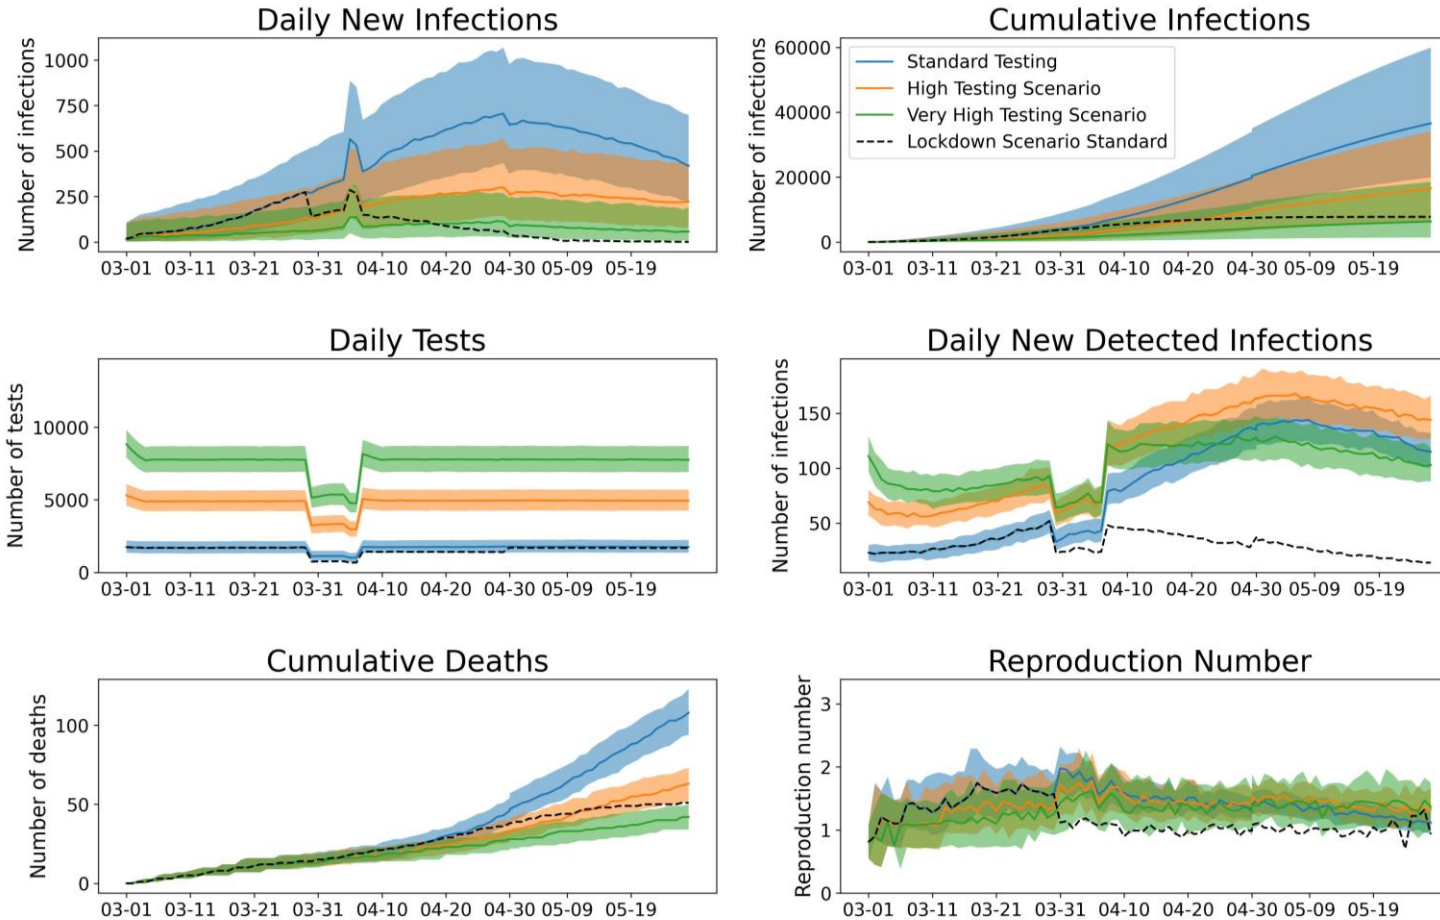 Daily New Infections
Number of infections
1000
750
500
250
0
03-01 03-11 03-21 03-31 04-10 04-20 04-30 05-09 05-19
Cumulative Infections
Number of infections
60000
40000
20000
0
Standard Testing
High Testing Scenario
Very High Testing Scenario
Lockdown Scenario Standard
03-01 03-11 03-21 03-31 04-10 04-20 04-30 05-09 05-19
Daily Tests
Number of tests
10000
5000
0
03-01 03-11 03-21 03-31 04-10 04-20 04-30 05-09 05-19
Daily New Detected Infections
Number of infections
150
100
50
03-01 03-11 03-21 03-31 04-10 04-20 04-30 05-09 05-19
Cumulative Deaths
Number of deaths
100
50
0
03-01 03-11 03-21 03-31 04-10 04-20 04-30 05-09 05-19
Reproduction Number
Reproduction number
3
2
1
0
03-01 03-11 03-21 03-31 04-10 04-20 04-30 05-09 05-19